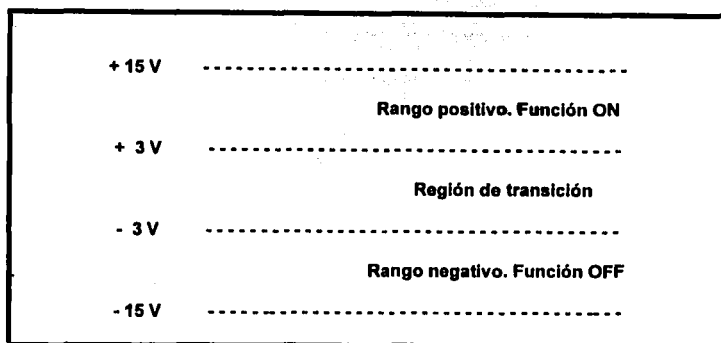 + 15 V
Rango positivo. Función ON
+ 3 V
Región de transición
- 3 V
Rango negativo. Función OFF
- 15 V